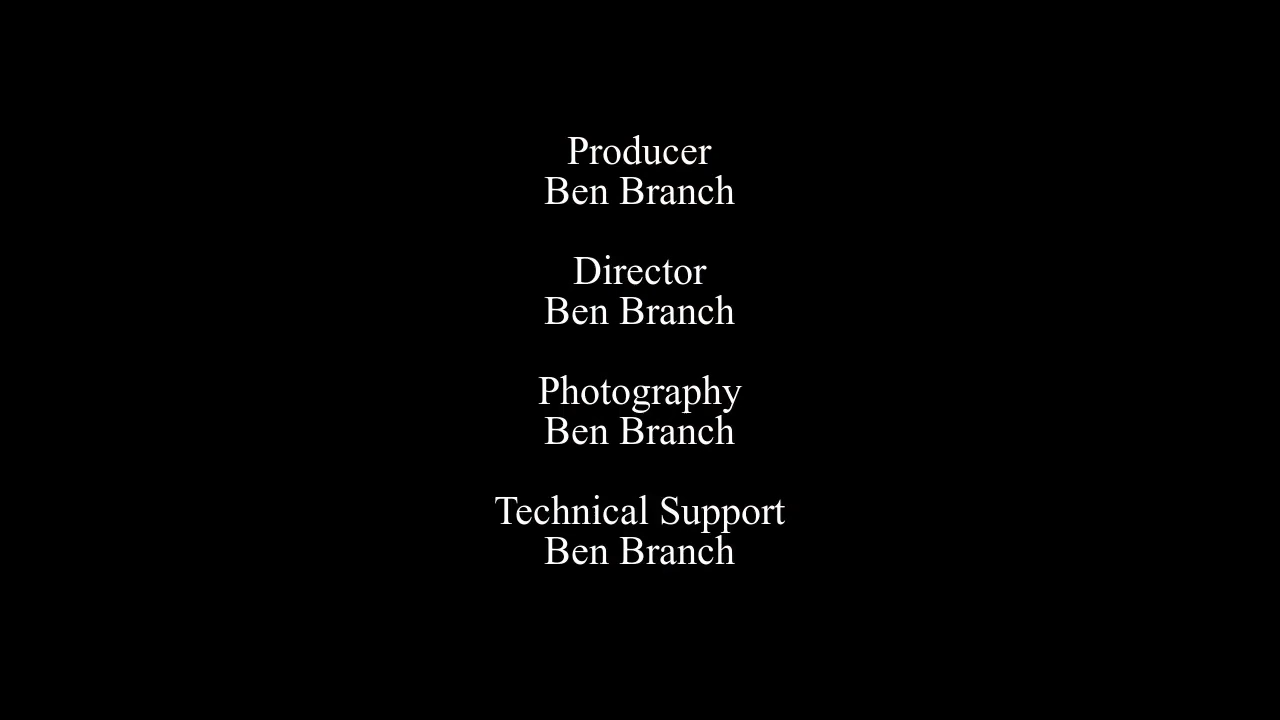 Producer
Ben Branch
Director
Ben Branch
Photography
Ben Branch
Technical Support
Ben Branch